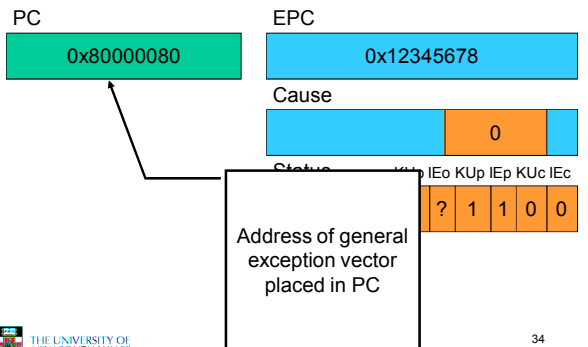 PC
EPC
0x80000080
0x12345678
Cause
0
IEo KUp IEp KUc IEc
? 1 1 0 0
Address of general
exception vector
placed in PC
THE UNIVERSITY OF
34